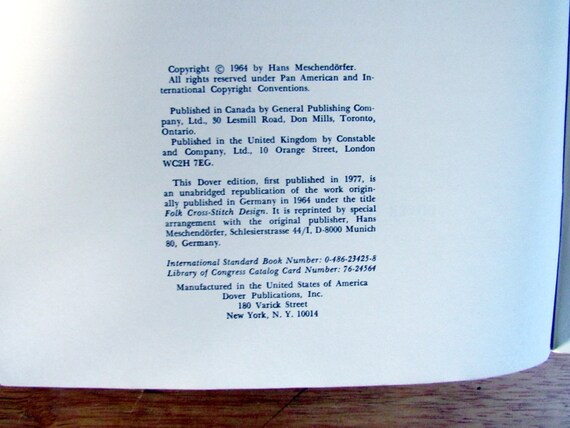 Copyright © 1964 by Hans Meschendörfer.
All rights reserved under Pan American and In-
ternational Copyright Conventions.
Published in Canada by General Publishing Com-
pany, Ltd., 30 Lesmill Road, Don Mills, Toronto,
Ontario.
Published in the United Kingdom by Constable
and Company, Ltd., 10 Orange Street, London
WC2H 7EG.
This Dover edition, first published in 1977, is
an unabridged republication of the work origin-
ally published in Germany in 1964 under the title
Folk Cross-Stitch Design. It is reprinted by special
arrangement with the original publisher, Hans
Meschendörfer, Schlesierstrasse 44/I, D-8000 Munich
80, Germany.
International Standard Book Number: 0-486-23425-8
Library of Congress Catalog Card Number: 76-24564
Manufactured in the United States of America
Dover Publications, Inc.
180 Varick Street
New York, N. Y. 10014